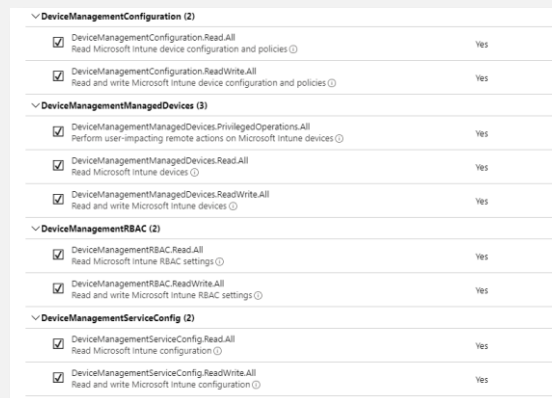 DeviceManagementConfiguration (2)
DeviceManagementConfiguration.Read.All
Read Microsoft Intune device configuration and policies
Yes
DeviceManagementConfiguration.ReadWrite.All
Read and write Microsoft Intune device configuration and policies
Yes
DeviceManagementManagedDevices (3)
DeviceManagementManagedDevices.PrivilegedOperations.All
Perform user-impacting remote actions on Microsoft Intune devices
Yes
DeviceManagementManagedDevices.Read.All
Read Microsoft Intune devices
Yes
DeviceManagementManagedDevices.ReadWrite.All
Read and write Microsoft Intune devices
Yes
DeviceManagementRBAC (2)
DeviceManagementRBAC.Read.All
Read Microsoft Intune RBAC settings
Yes
DeviceManagementRBAC.ReadWrite.All
Read and write Microsoft Intune RBAC settings
Yes
DeviceManagementServiceConfig (2)
DeviceManagementServiceConfig.Read.All
Read Microsoft Intune configuration
Yes
DeviceManagementServiceConfig.ReadWrite.All
Read and write Microsoft Intune configuration
Yes